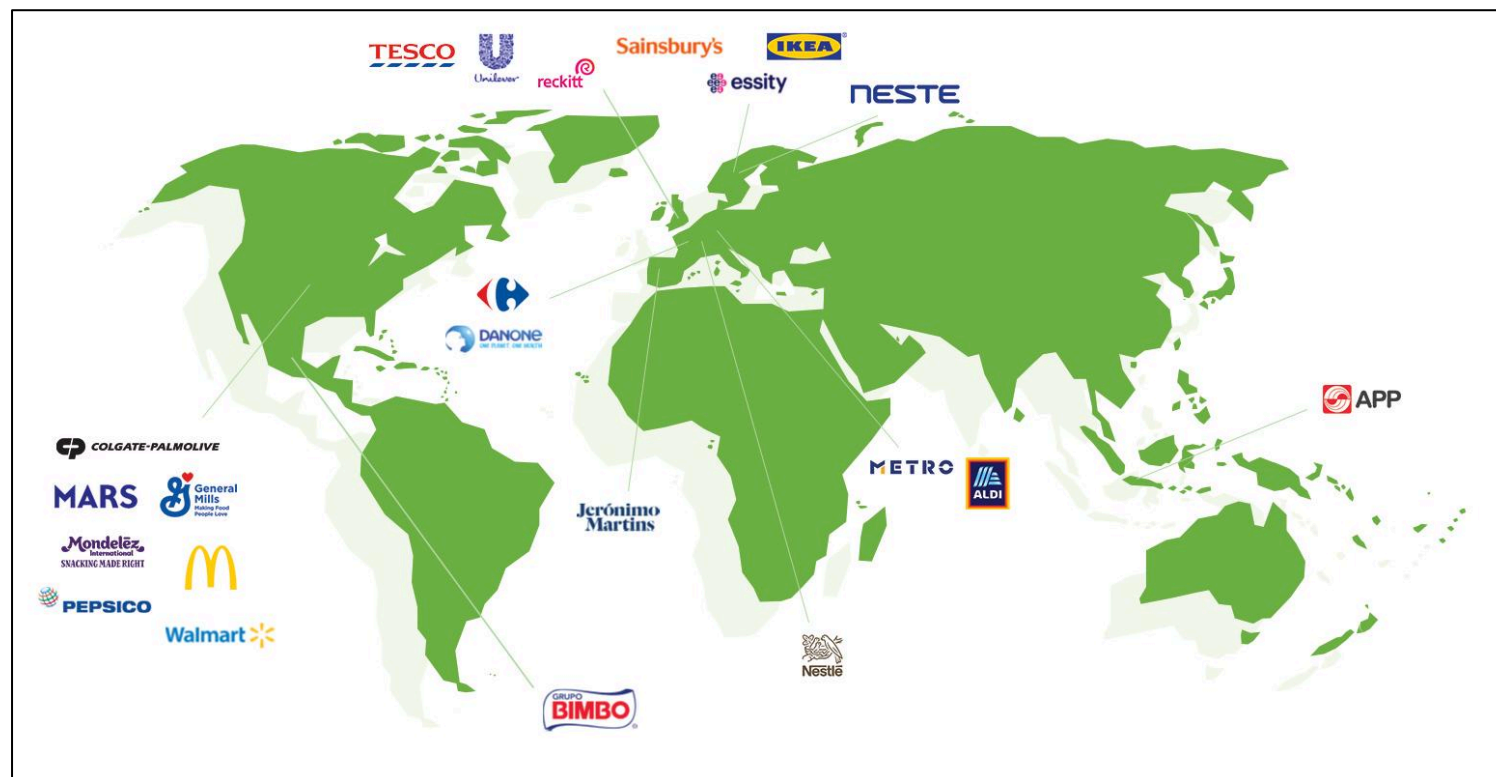 TESCO
Unilever
reckitt
Sainsbury's
IKEA
®
essity
NESTE
DANONE
ONE PLANET. ONE HEALTH
APP
COLGATE-PALMOLIVE
METRO
ALDI
MARS
General
Mills
Making Food
People Love
Jerónimo
Martins
Mondelēz
International
SNACKING MADE RIGHT
PEPSICO
Walmart
Nestlé
GRUPO
BIMBO
®